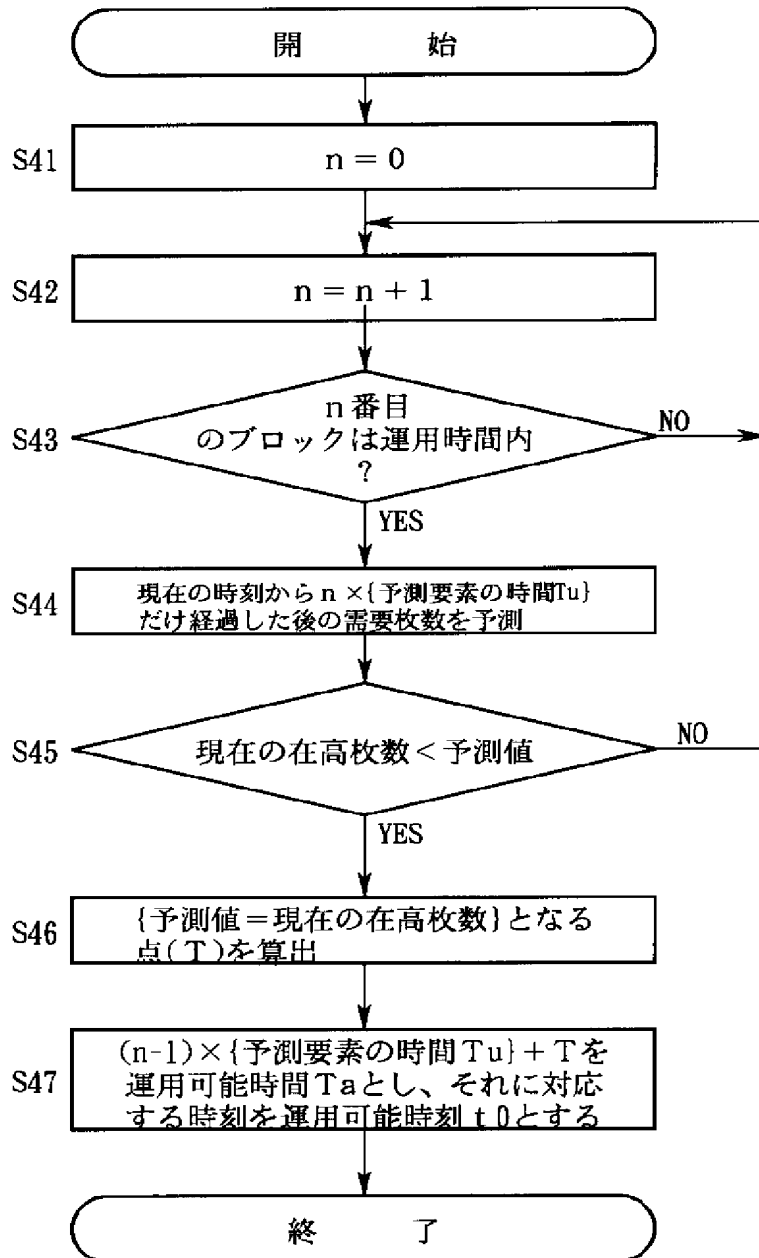 開 始
S41
n = 0
S42
n = n + 1
S43
n番目
のブロックは運用時間内
?
NO
YES
S44
現在の時刻からn×{予測要素の時間Tu}
だけ経過した後の需要枚数を予測
S45
現在の在高枚数<予測値
NO
YES
S46
{予測値=現在の在高枚数}となる
点(T)を算出
S47
(n-1)×{予測要素の時間Tu}+Tを
運用可能時間Taとし、それに対応
する時刻を運用可能時刻t0とする
終 了